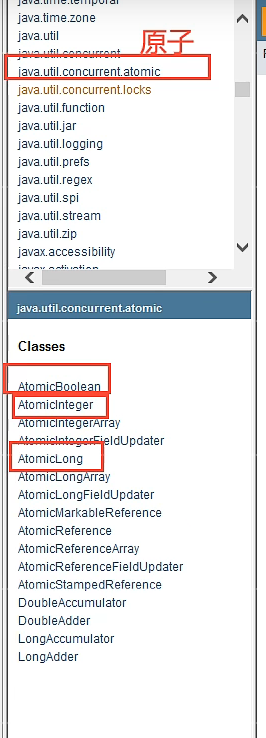 java.time.temporal
java.time.zone
java.util
java.util.concurrent
原子
java.util.concurrent.atomic
java.util.concurrent.locks
java.util.function
java.util.jar
java.util.logging
java.util.prefs
java.util.regex
java.util.spi
java.util.stream
java.util.zip
javax.accessibility
javax.activation
java.util.concurrent.atomic
Classes
AtomicBoolean
AtomicInteger
AtomicIntegerArray
AtomicIntegerFieldUpdater
AtomicLong
AtomicLongArray
AtomicLongFieldUpdater
AtomicMarkableReference
AtomicReference
AtomicReferenceArray
AtomicReferenceFieldUpdater
AtomicStampedReference
DoubleAccumulator
DoubleAdder
LongAccumulator
LongAdder